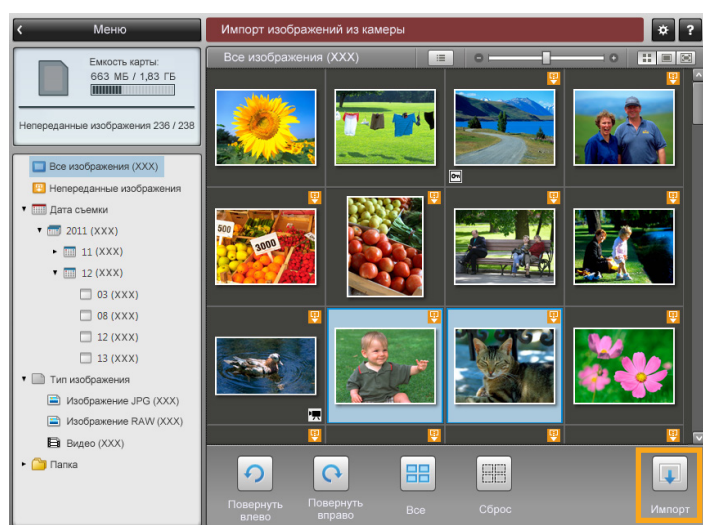 Меню
Импорт изображений из камеры
?
Емкость карты:
663 МБ / 1,83 ГБ
Непереданные изображения 236 / 238
Все изображения (XXX)
Непереданные изображения
Дата съемки
2011 (XXX)
11 (XXX)
12 (XXX)
03 (XXX)
08 (XXX)
12 (XXX)
13 (XXX)
Тип изображения
Изображение JPG (XXX)
Изображение RAW (XXX)
Видео (XXX)
Папка
Все изображения (XXX)
500
3000
Повернуть
влево
Повернуть
вправо
Все
Сброс
Импорт